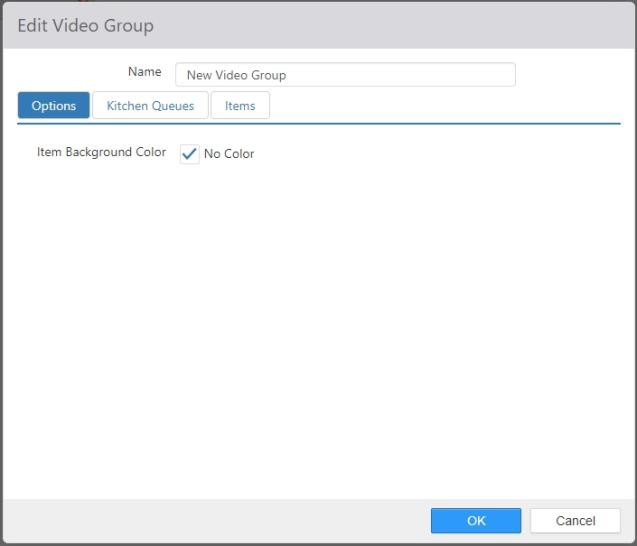 Edit Video Group
Name New Video Group
Options Kitchen Queues Items
Item Background Color No Color
OK Cancel